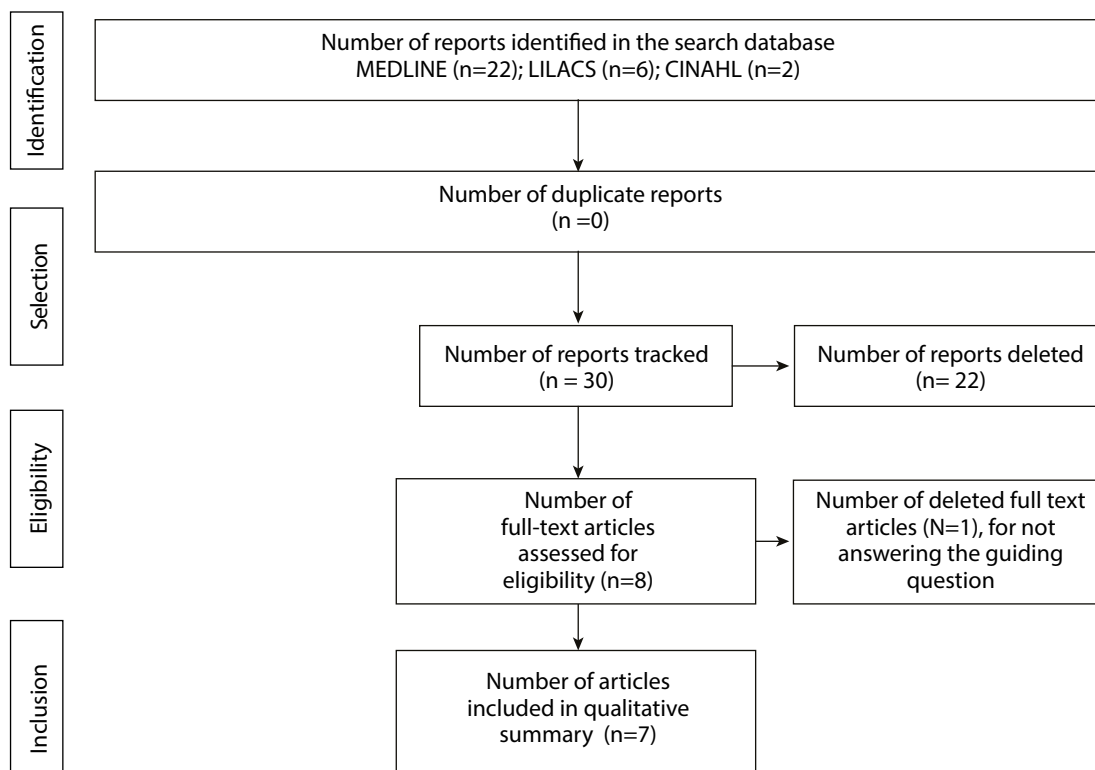 Identification
Number of reports identified in the search database
MEDLINE (n=22); LILACS (n=6); CINAHL (n=2)
Selection
Number of duplicate reports
(n =0)
Number of reports tracked
(n = 30)
Number of reports deleted
(n= 22)
Eligibility
Number of
full-text articles
assessed for
eligibility (n=8)
Number of deleted full text
articles (N=1), for not
answering the guiding
question
Inclusion
Number of articles
included in qualitative
summary (n=7)